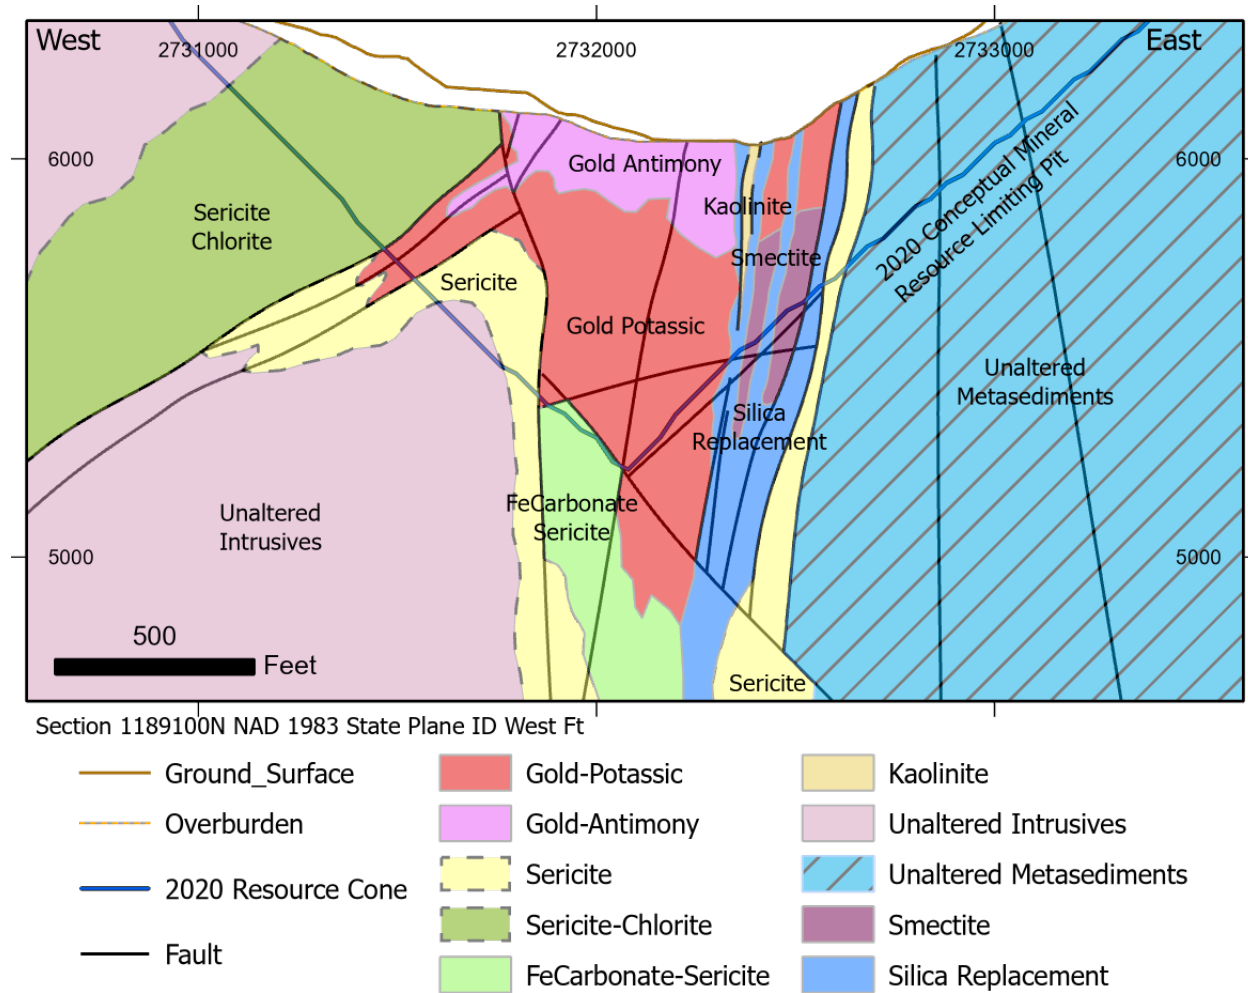 West
2731000
2732000
2733000
East
6000
6000
Gold Antimony
Kaolinite
Sericite
Chlorite
Smectite
Sericite
2020 Conceptual Mineral
Resource Limiting Pit
Gold Potassic
Unaltered
Metasediments
Silica
Replacement
FeCarbonate
Sericite
Unaltered
Intrusives
5000
5000
500
Feet
Sericite
Section 1189100N NAD 1983 State Plane ID West Ft
Ground_Surface
Overburden
2020 Resource Cone
Fault
Gold-Potassic
Gold-Antimony
Sericite
Sericite-Chlorite
FeCarbonate-Sericite
Kaolinite
Unaltered Intrusives
Unaltered Metasediments
Smectite
Silica Replacement